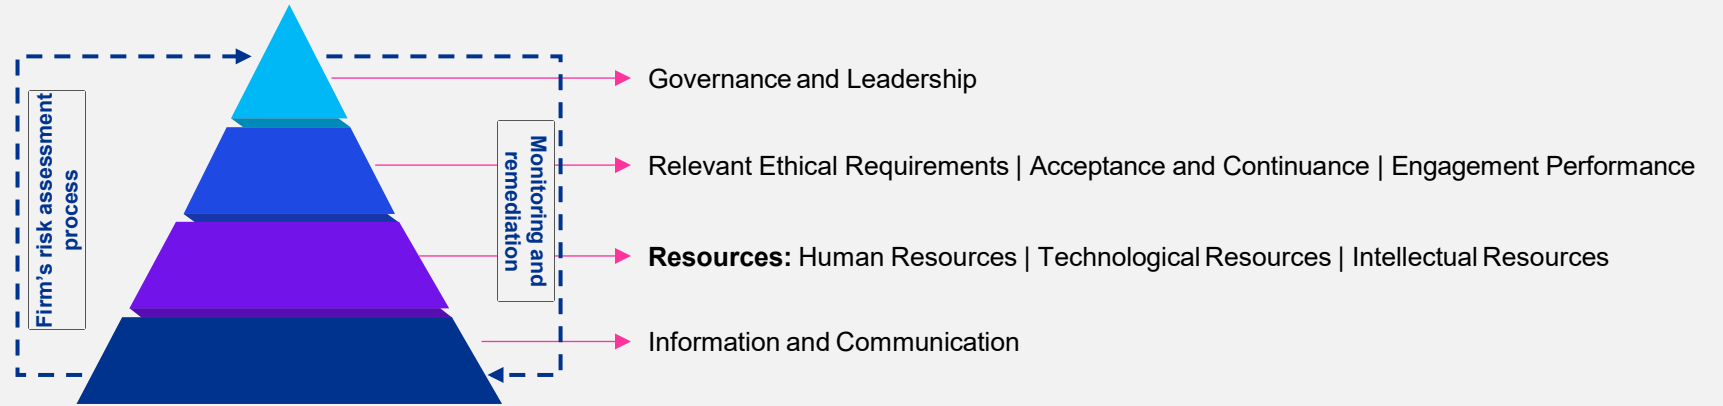 Firm's risk assessment
process
Monitoring and
remediation
Governance and Leadership
Relevant Ethical Requirements | Acceptance and Continuance | Engagement Performance
Resources: Human Resources | Technological Resources | Intellectual Resources
Information and Communication